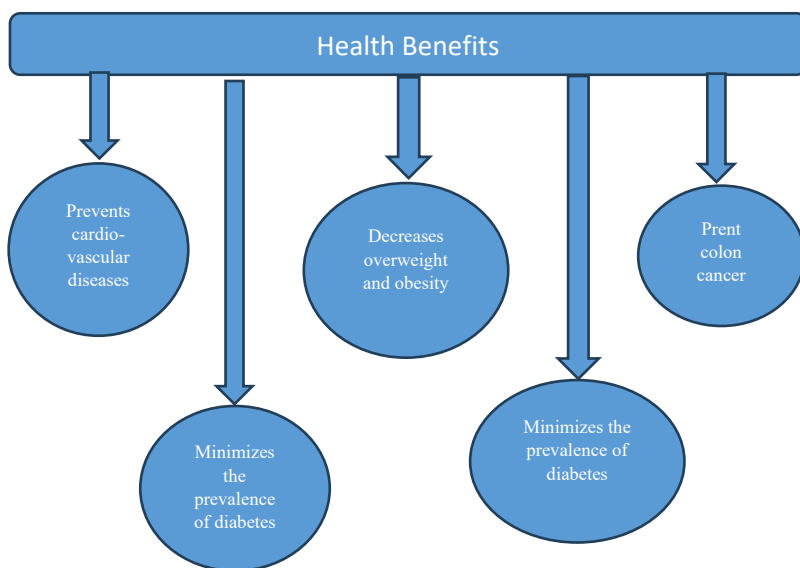 Health Benefits
Prevents
cardio-
vascular
diseases
Decreases
overweight
and obesity
Prent
colon
cancer
Minimizes
the
prevalence
of diabetes
Minimizes the
prevalence of
diabetes